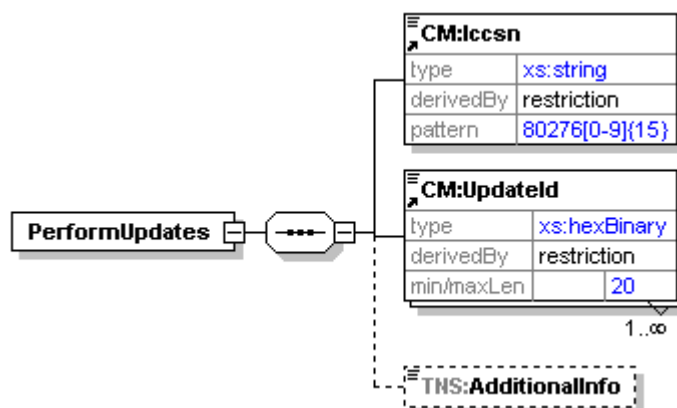 CM:Iccsn
type xs:string
derivedBy restriction
pattern 80276[0-9]{15}
PerformUpdates
CM:UpdateId
type xs:hexBinary
derivedBy restriction
min/maxLen 20
1..∞
TNS:AdditionalInfo